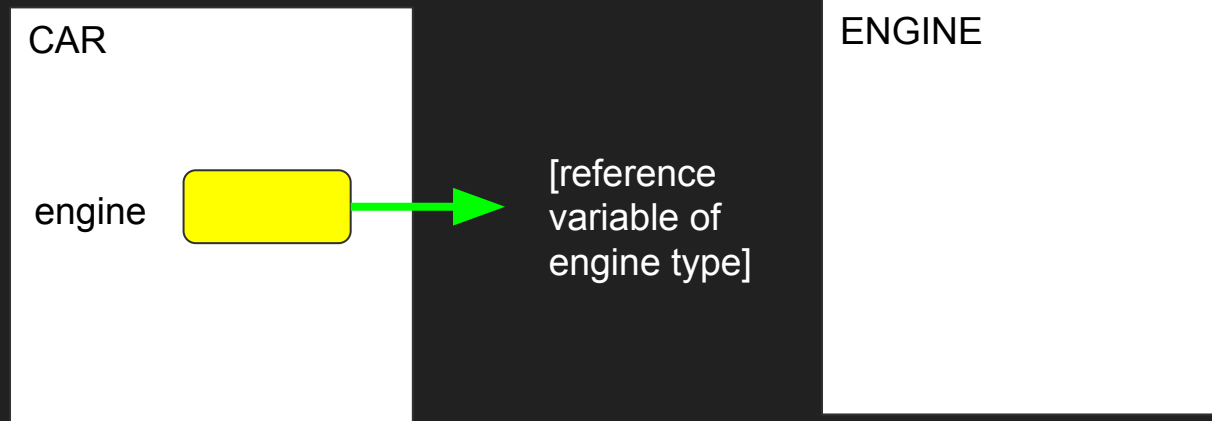 CAR
engine
[reference
variable of
engine type]
ENGINE